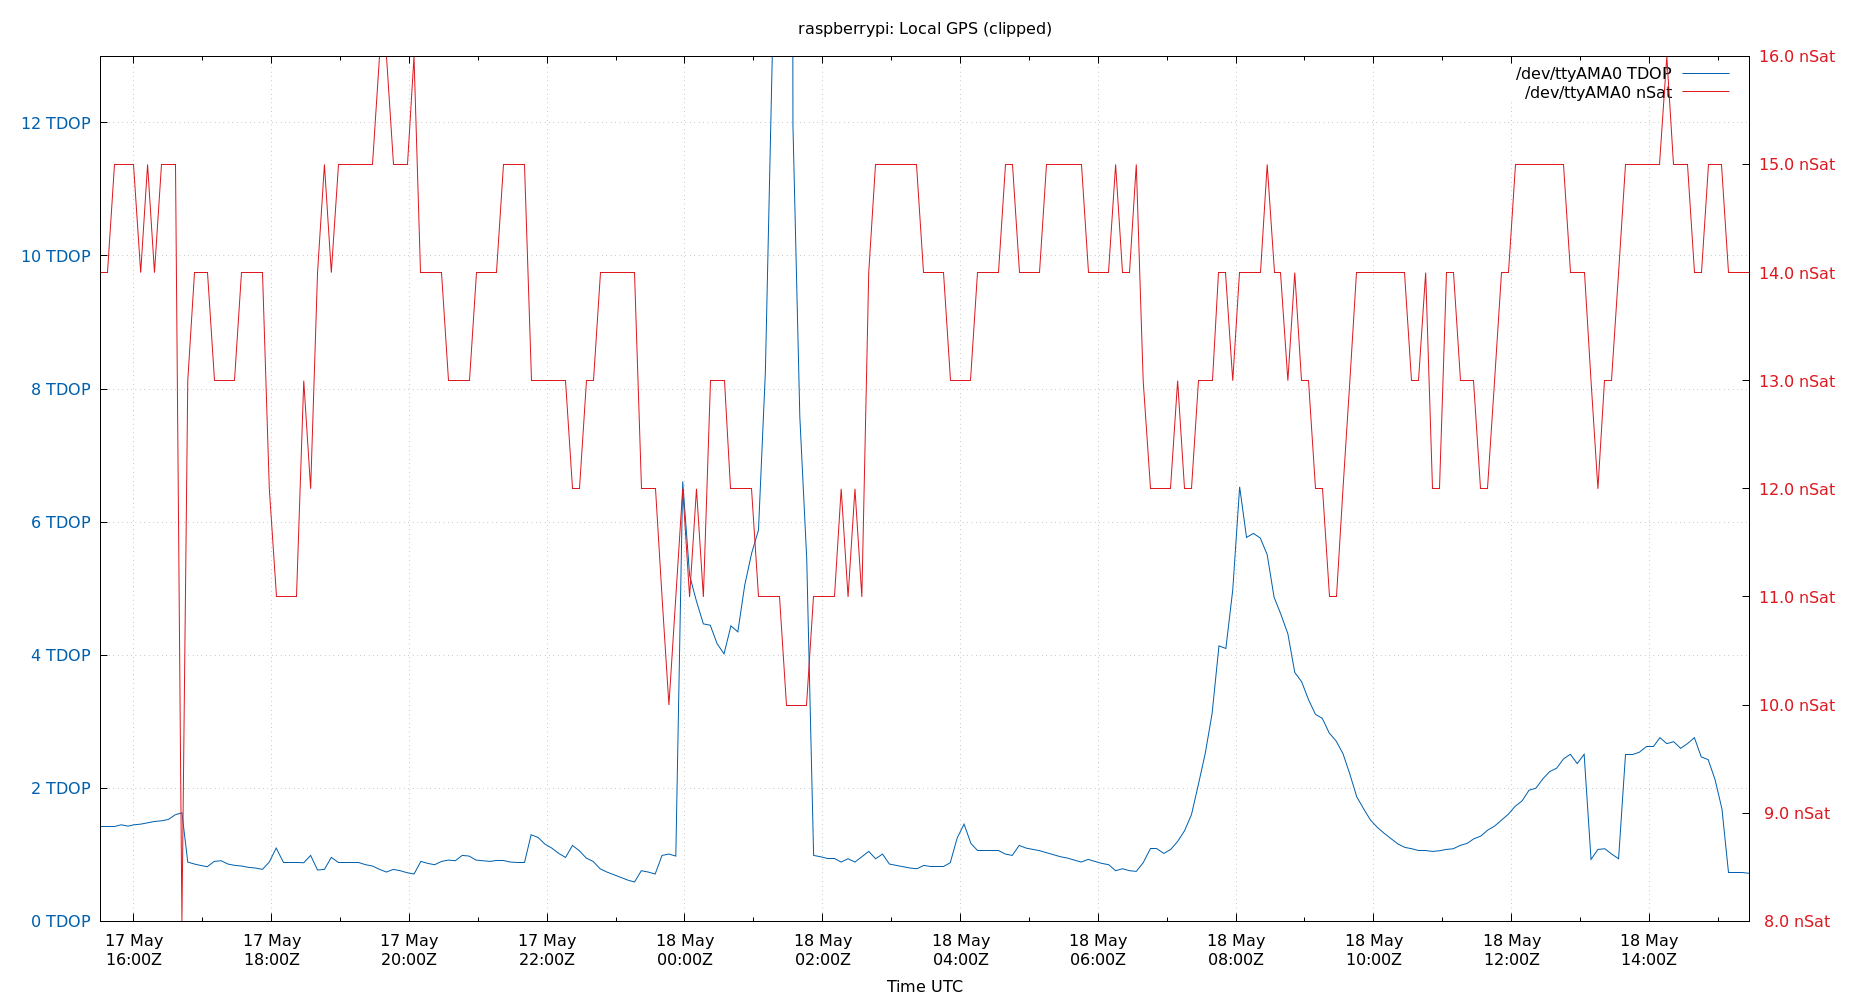 raspberrypi: Local GPS (clipped)
/dev/ttyAMA0 TDOP
/dev/ttyAMA0 nSat
12 TDOP
10 TDOP
8 TDOP
6 TDOP
4 TDOP
2 TDOP
0 TDOP
16.0 nSat
15.0 nSat
14.0 nSat
13.0 nSat
12.0 nSat
11.0 nSat
10.0 nSat
9.0 nSat
8.0 nSat
17 May 17 May 17 May 17 May 18 May 18 May 18 May 18 May 18 May 18 May 18 May 18 May
16:00Z 18:00Z 20:00Z 22:00Z 00:00Z 02:00Z 04:00Z 06:00Z 08:00Z 10:00Z 12:00Z 14:00Z
Time UTC